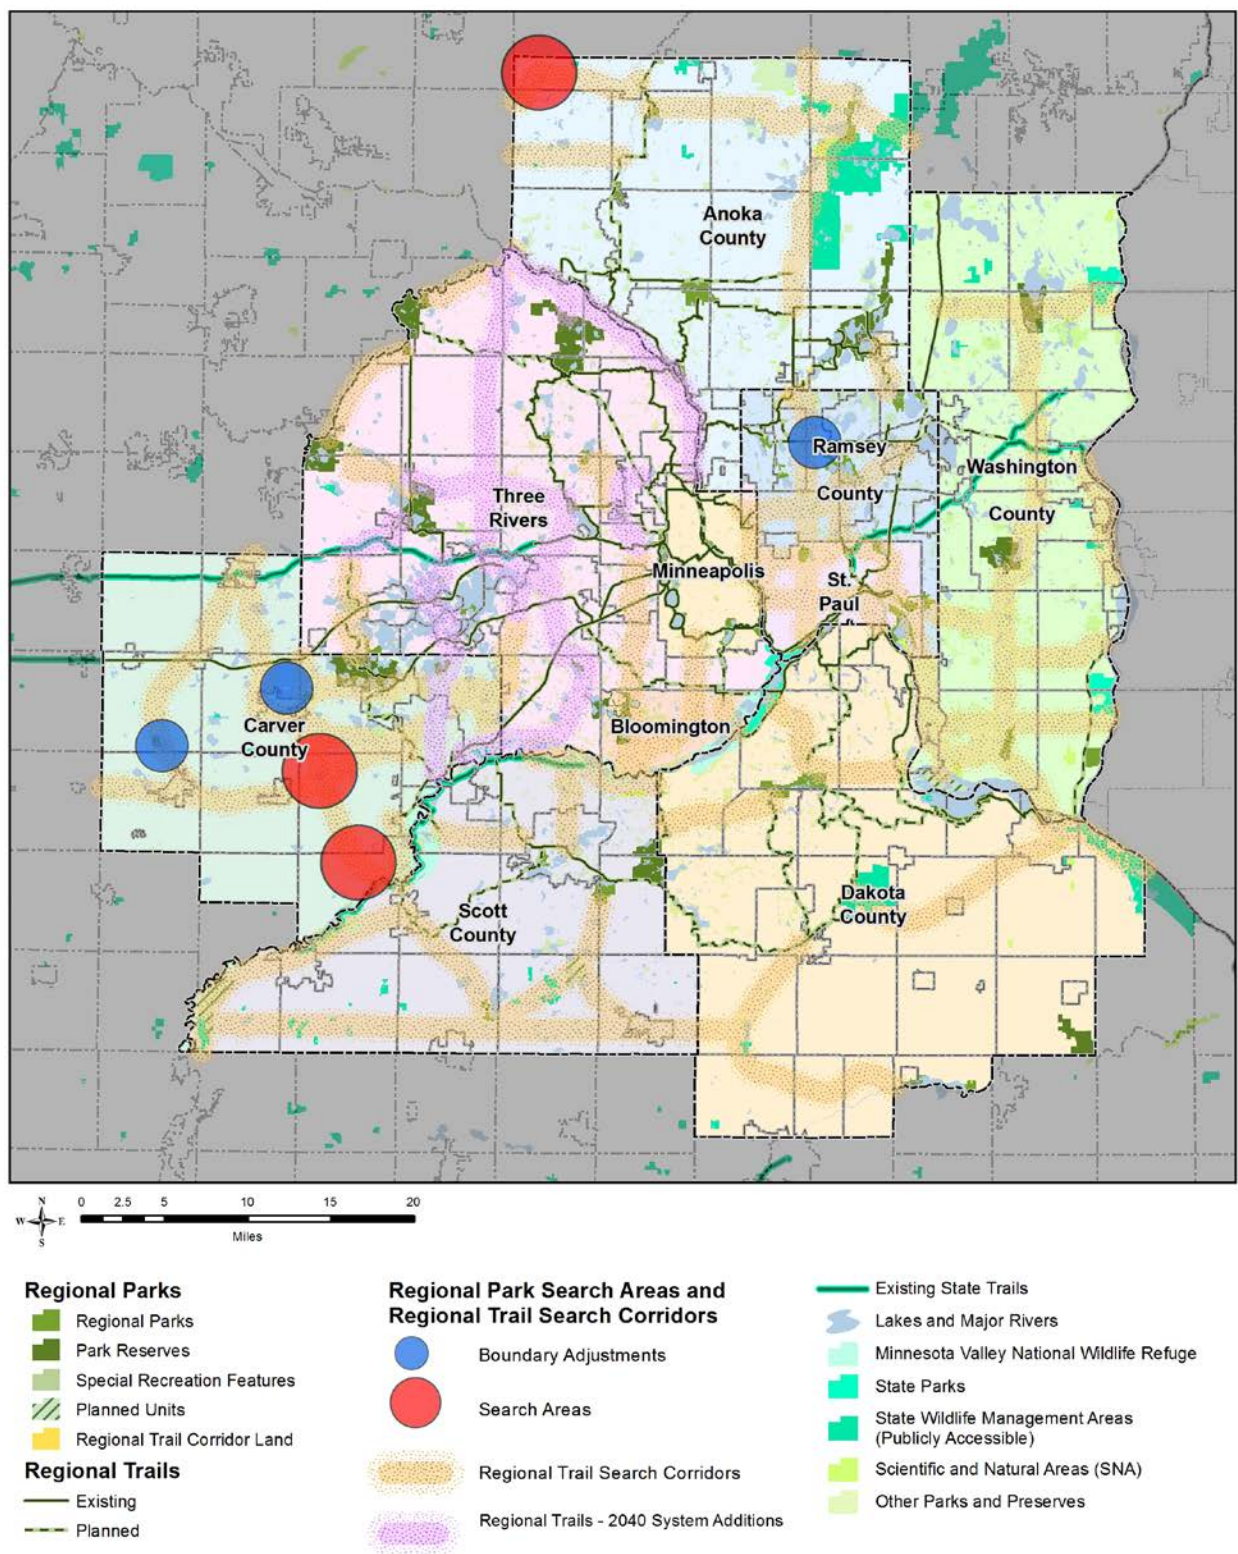 Anoka
County
Ramsey
County
Washington
County
Three
Rivers
Minneapolis
St.
Paul
Carver
County
Bloomington
Scott
County
Dakota
County
N
W E
S
0 2.5 5 10 15 20
Miles
Regional Parks
Regional Parks
Park Reserves
Special Recreation Features
Planned Units
Regional Trail Corridor Land
Regional Trails
Existing
Planned
Regional Park Search Areas and
Regional Trail Search Corridors
Boundary Adjustments
Search Areas
Regional Trail Search Corridors
Regional Trails - 2040 System Additions
Existing State Trails
Lakes and Major Rivers
Minnesota Valley National Wildlife Refuge
State Parks
State Wildlife Management Areas
(Publicly Accessible)
Scientific and Natural Areas (SNA)
Other Parks and Preserves